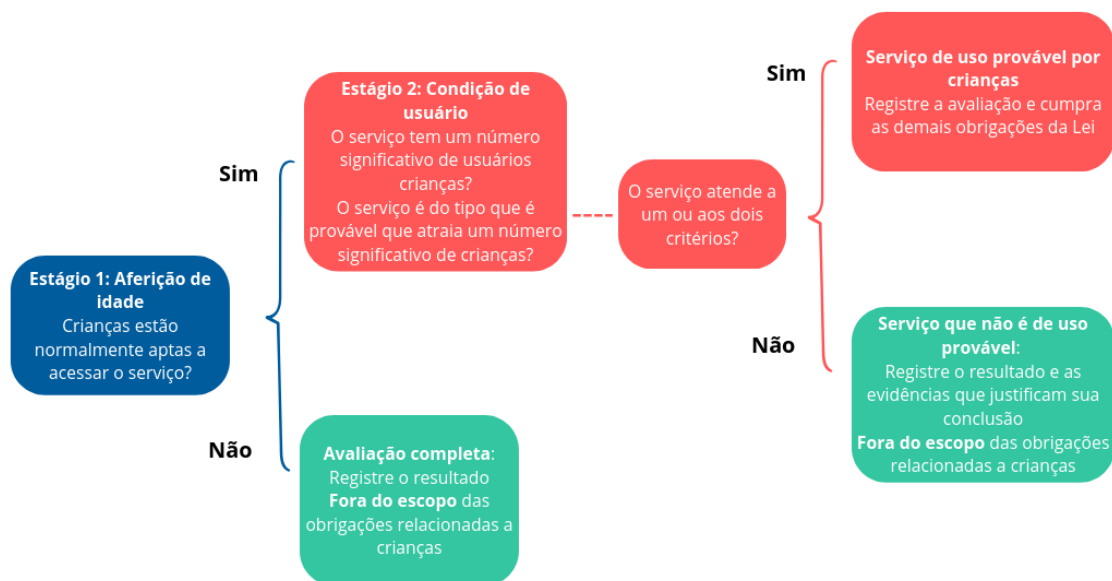 Estágio 1: Aferição de
idade
Crianças estão
normalmente aptas a
acessar o serviço?
Sim
Estágio 2: Condição de
usuário
O serviço tem um número
significativo de usuários
crianças?
O serviço é do tipo que é
provável que atraia um número
significativo de crianças?
O serviço atende a
um ou aos dois
critérios?
Sim
Serviço de uso provável por
crianças
Registre a avaliação e cumpra
as demais obrigações da Lei
Não
Serviço que não é de uso
provável:
Registre o resultado e as
evidências que justificam sua
conclusão
Fora do escopo das obrigações
relacionadas a crianças
Não
Avaliação completa:
Registre o resultado
Fora do escopo das
obrigações relacionadas a
crianças